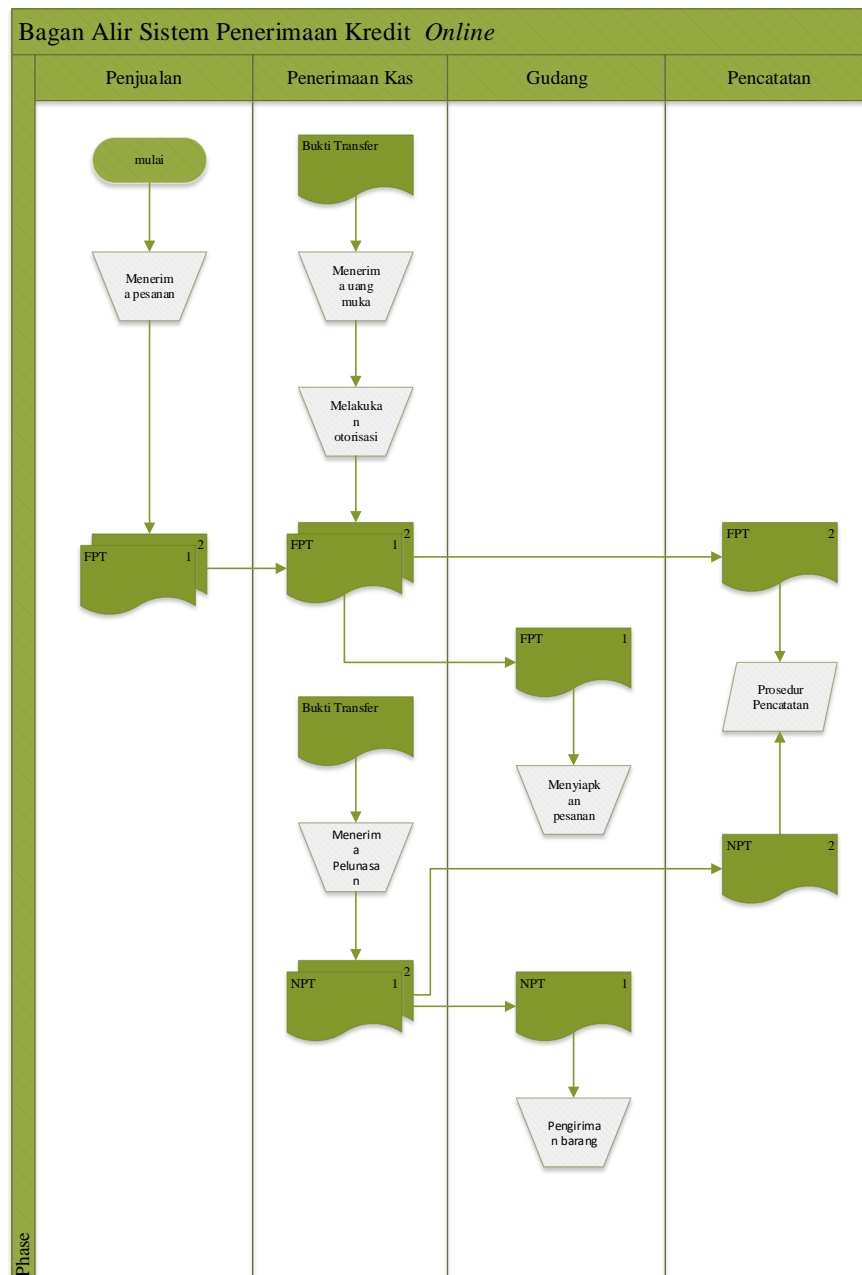 Bagan Alir Sistem Penerimaan Kredit Online
Penjualan
Penerimaan Kas
Gudang
Pencatatan
mulai
Bukti Transfer
Menerim
a pesanan
Menerim
a uang
muka
Melakuka
n
otorisasi
2
FPT 1
2
FPT 1
FPT 2
FPT 1
Prosedur
Pencatatan
Bukti Transfer
Menyiapk
an
pesanan
Menerim
a
Pelunasa
n
NPT 2
2
NPT 1
NPT 1
Pengirima
n barang
Phase